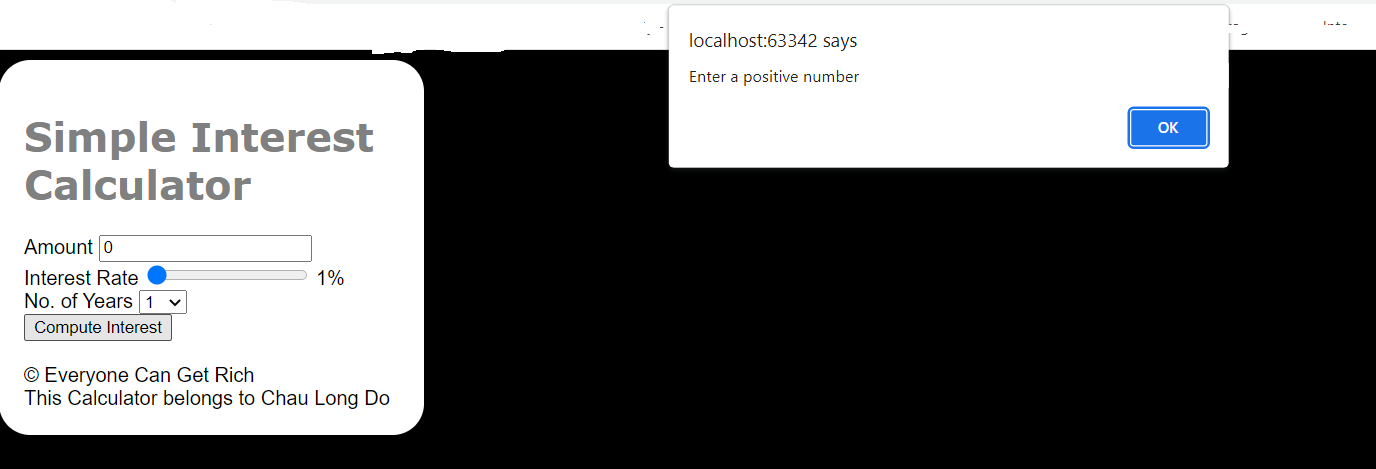 localhost:63342 says
Enter a positive number
OK
Simple Interest
Calculator
Amount 0
Interest Rate 1%
No. of Years 1
Compute Interest
© Everyone Can Get Rich
This Calculator belongs to Chau Long Do